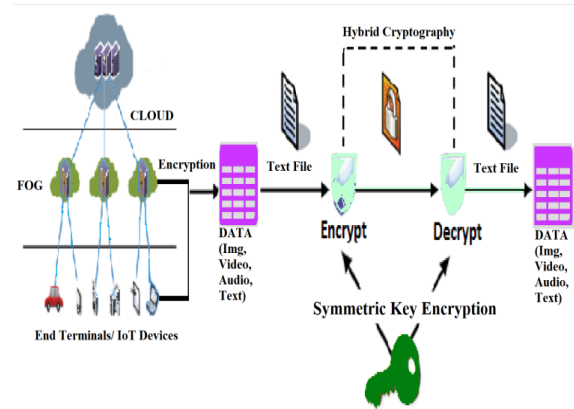 Hybrid Cryptography
CLOUD
Encryption
Text File
Text File
FOG
DATA
(Img,
Video,
Audio,
Text)
Encrypt
Decrypt
DATA
(Img,
Video,
Audio,
Text)
Symmetric Key Encryption
End Terminals/ IoT Devices